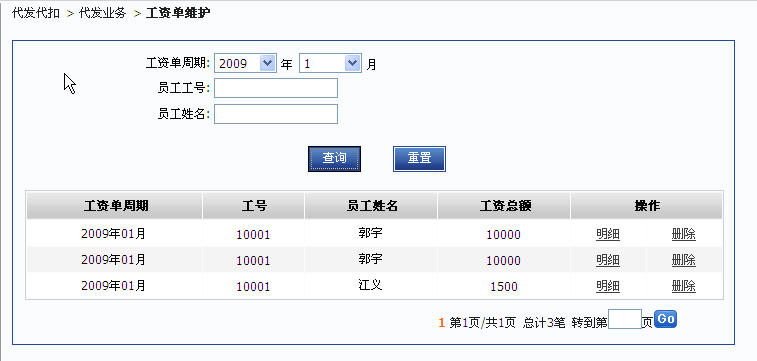 代发代扣 > 代发业务 > 工资单维护
工资单周期: 2009 年 1 月
员工工号:
员工姓名:
查询 重置
工资单周期 工号 员工姓名 工资总额 操作
2009年01月 10001 郭宇 10000 明细 删除
2009年01月 10001 郭宇 10000 明细 删除
2009年01月 10001 江义 1500 明细 删除
1 第1页/共1页 总计3笔 转到第 页 Go